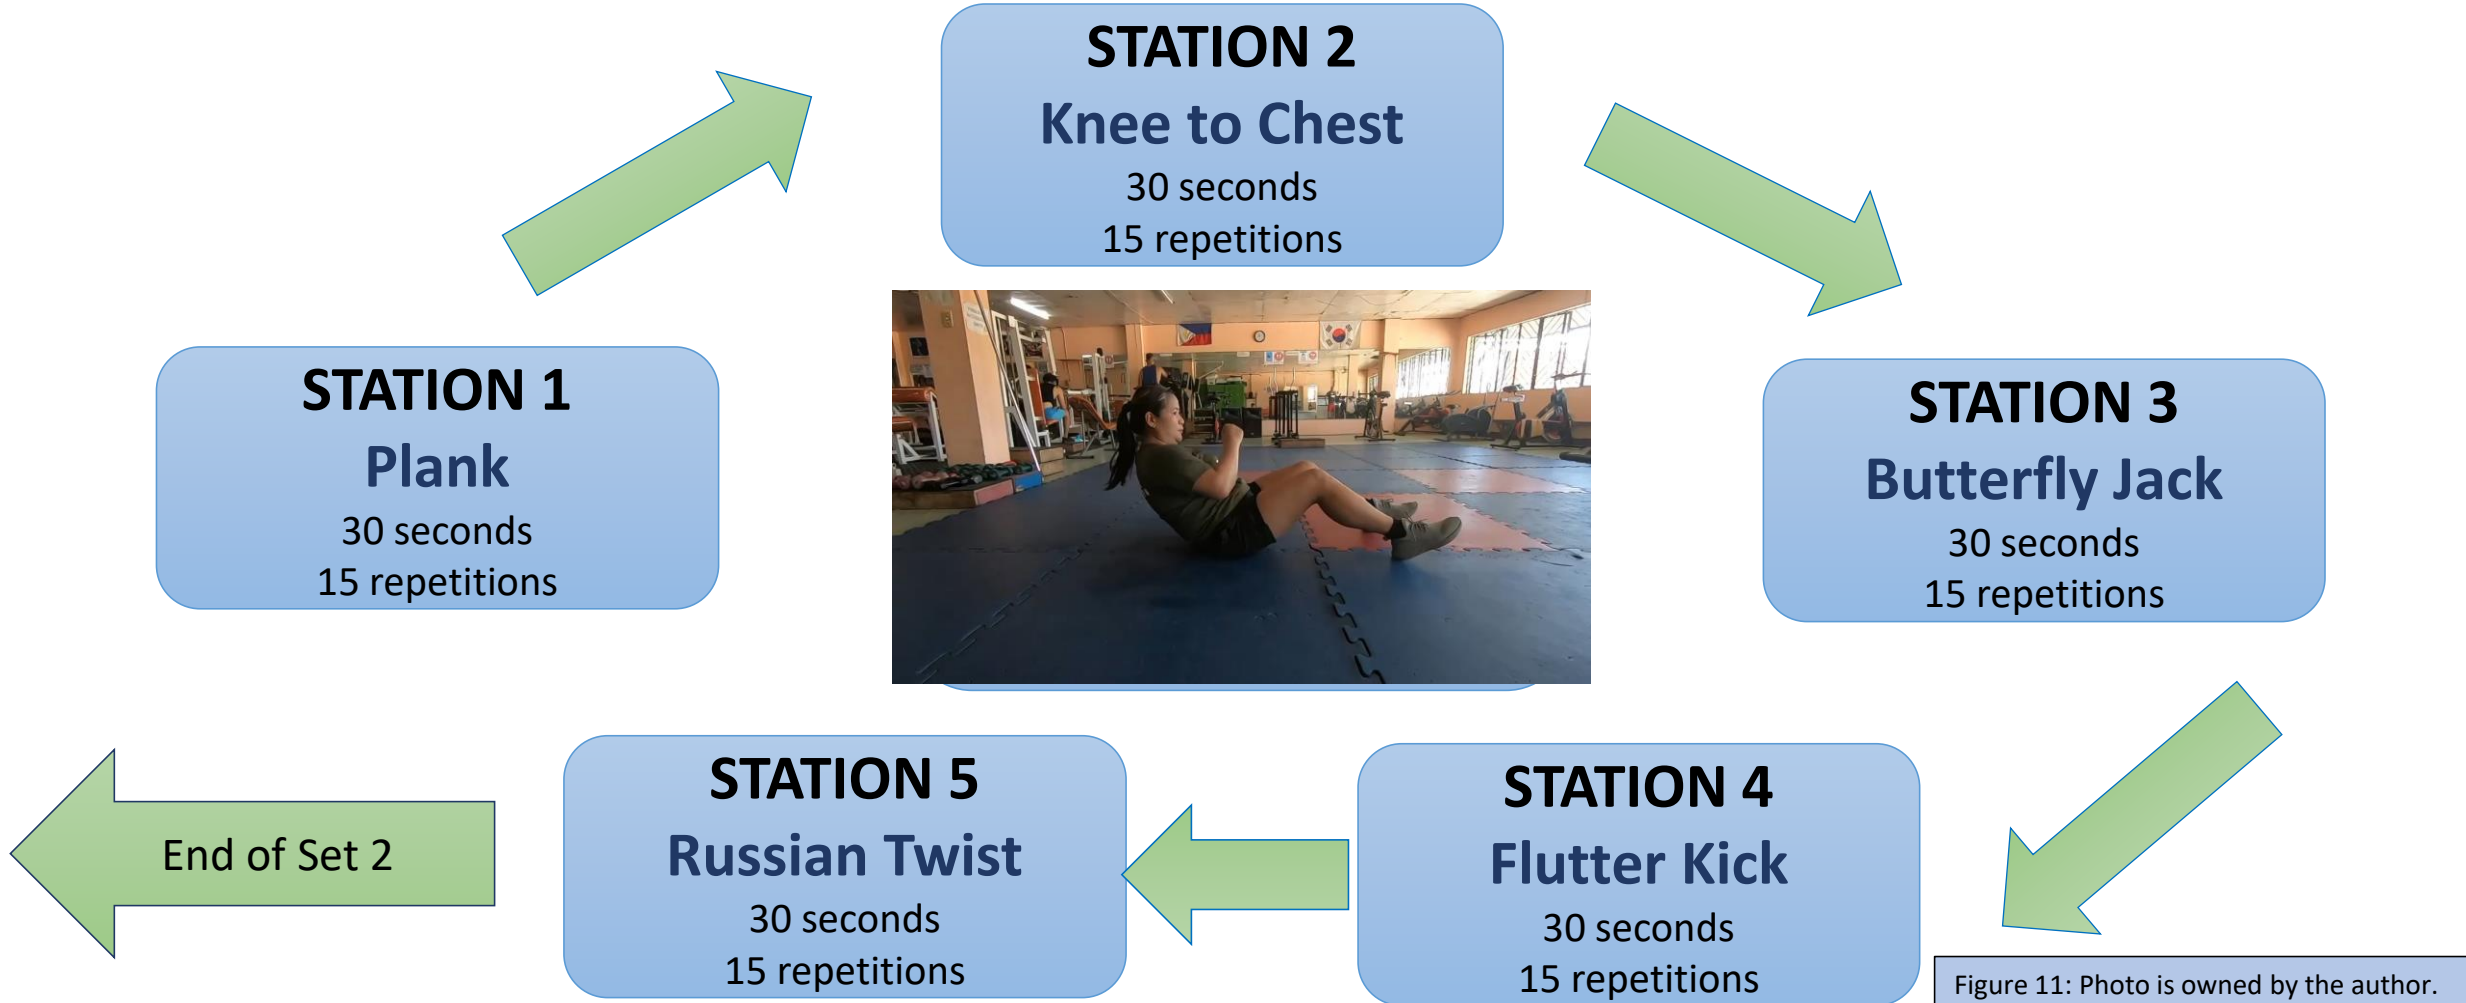 STATION 1
Plank
30 seconds
15 repetitions
STATION 2
Knee to Chest
30 seconds
15 repetitions
STATION 3
Butterfly Jack
30 seconds
15 repetitions
STATION 4
Flutter Kick
30 seconds
15 repetitions
STATION 5
Russian Twist
30 seconds
15 repetitions
End of Set 2
Figure 11: Photo is owned by the author.